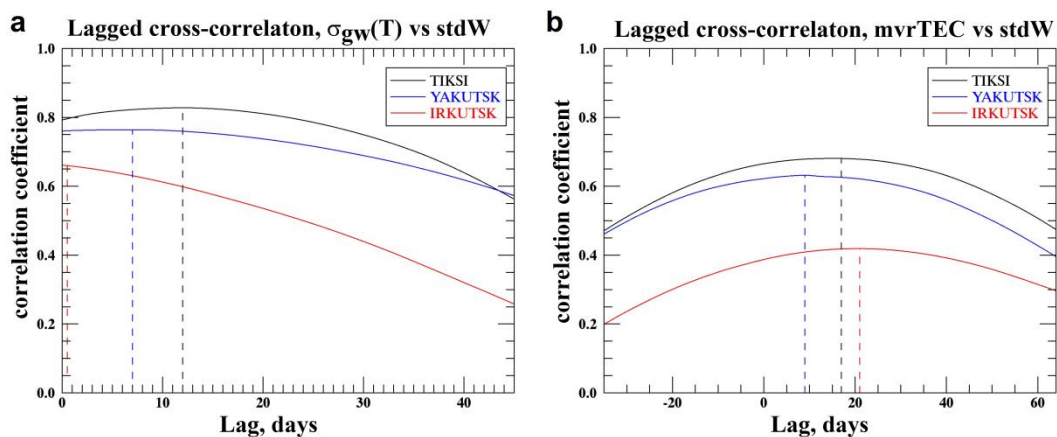 a
Lagged cross-correlaton, σgw(T) vs stdW
1.0
0.8
0.6
0.4
0.2
0.0
correlation coefficient
TIKSI
YAKUTSK
IRKUTSK
0 10 20 30 40
Lag, days
b
Lagged cross-correlaton, mvrTEC vs stdW
1.0
0.8
0.6
0.4
0.2
0.0
correlation coefficient
TIKSI
YAKUTSK
IRKUTSK
-20 0 20 40 60
Lag, days